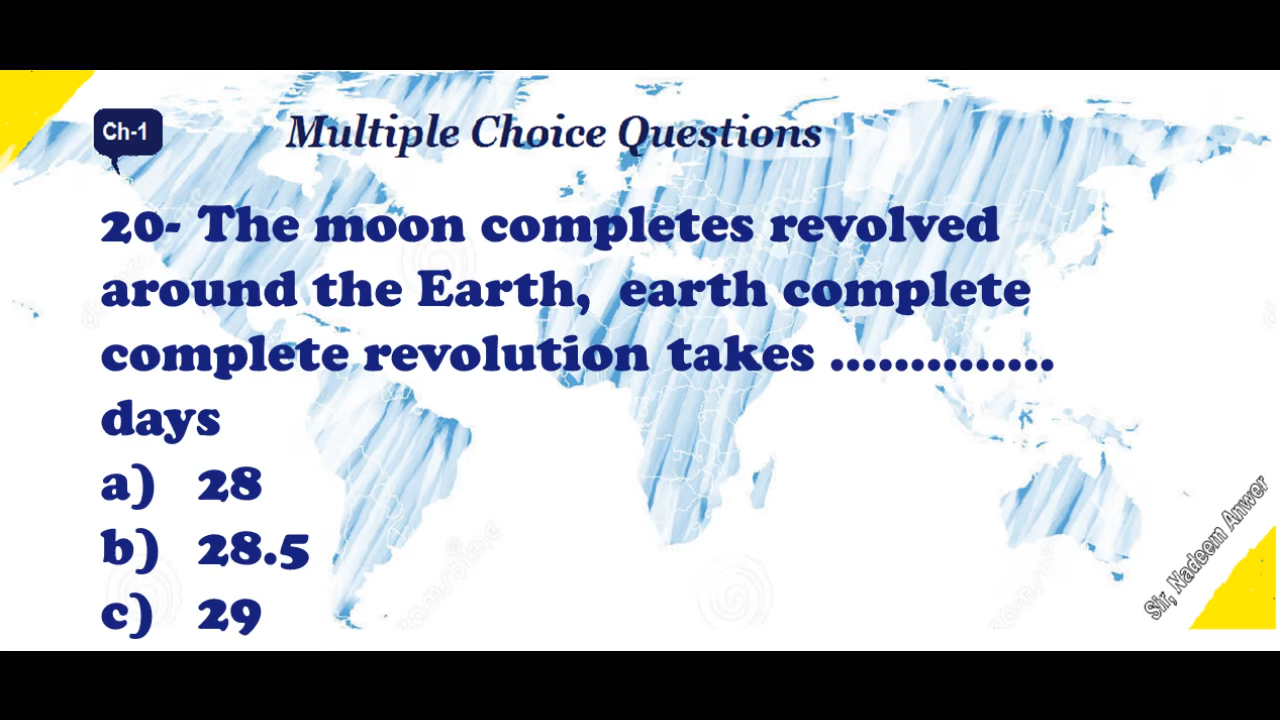 Ch-1
Multiple Choice Questions
20- The moon completes revolved
around the Earth, earth complete
complete revolution takes ..............
days
a) 28
b) 28.5
c) 29
Sir, Nadeem Anwer